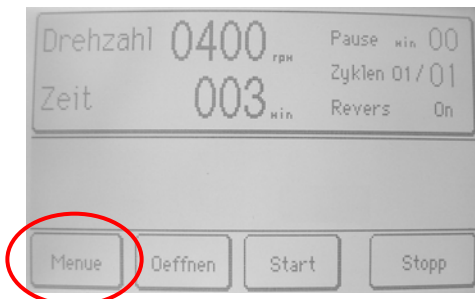 Drehzahl 0400 rpm
Pause min 00
Zyklen 01/01
Zeit 003 min
Revers On
Menue Oeffnen Start Stopp